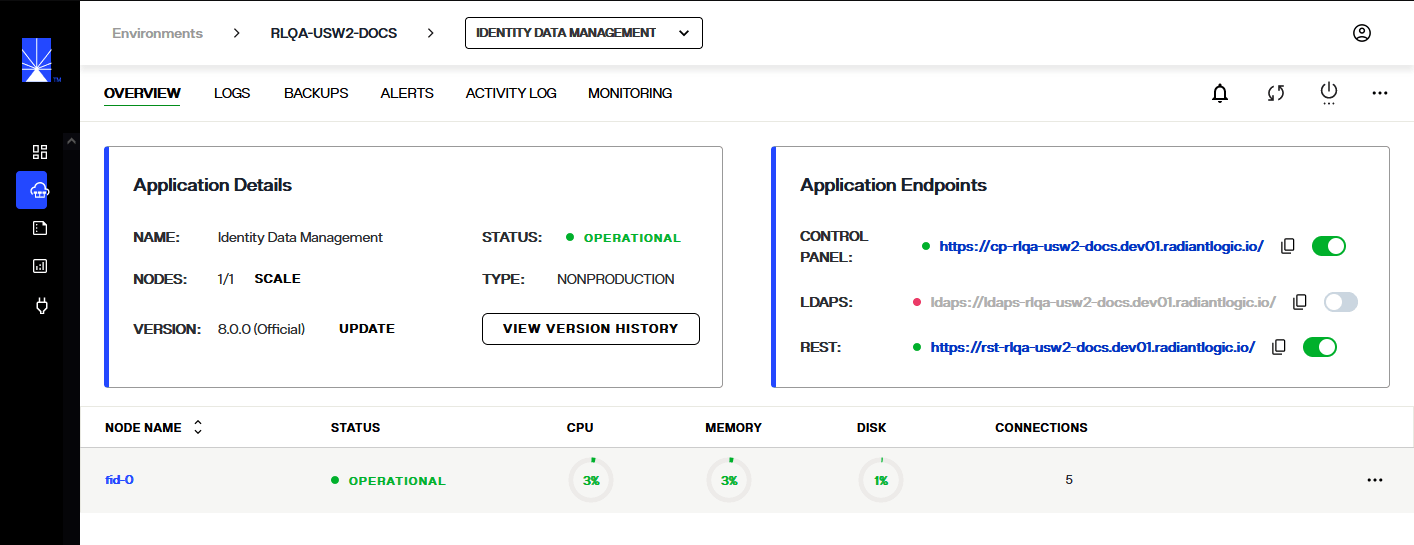 Environments > RLQA-USW2-DOCS > IDENTITY DATA MANAGEMENT
TM
OVERVIEW LOGS BACKUPS ALERTS ACTIVITY LOG MONITORING
Application Details
NAME: Identity Data Management STATUS: OPERATIONAL
NODES: 1/1 SCALE TYPE: NONPRODUCTION
VERSION: 8.0.0 (Official) UPDATE VIEW VERSION HISTORY
Application Endpoints
CONTROL
PANEL: https://cp-rlqa-usw2-docs.dev01.radiantlogic.io/
LDAPS: ldaps://ldaps-rlqa-usw2-docs.dev01.radiantlogic.io/
REST: https://rst-rlqa-usw2-docs.dev01.radiantlogic.io/
NODE NAME STATUS CPU MEMORY DISK CONNECTIONS
fid-0 OPERATIONAL 3% 3% 1% 5